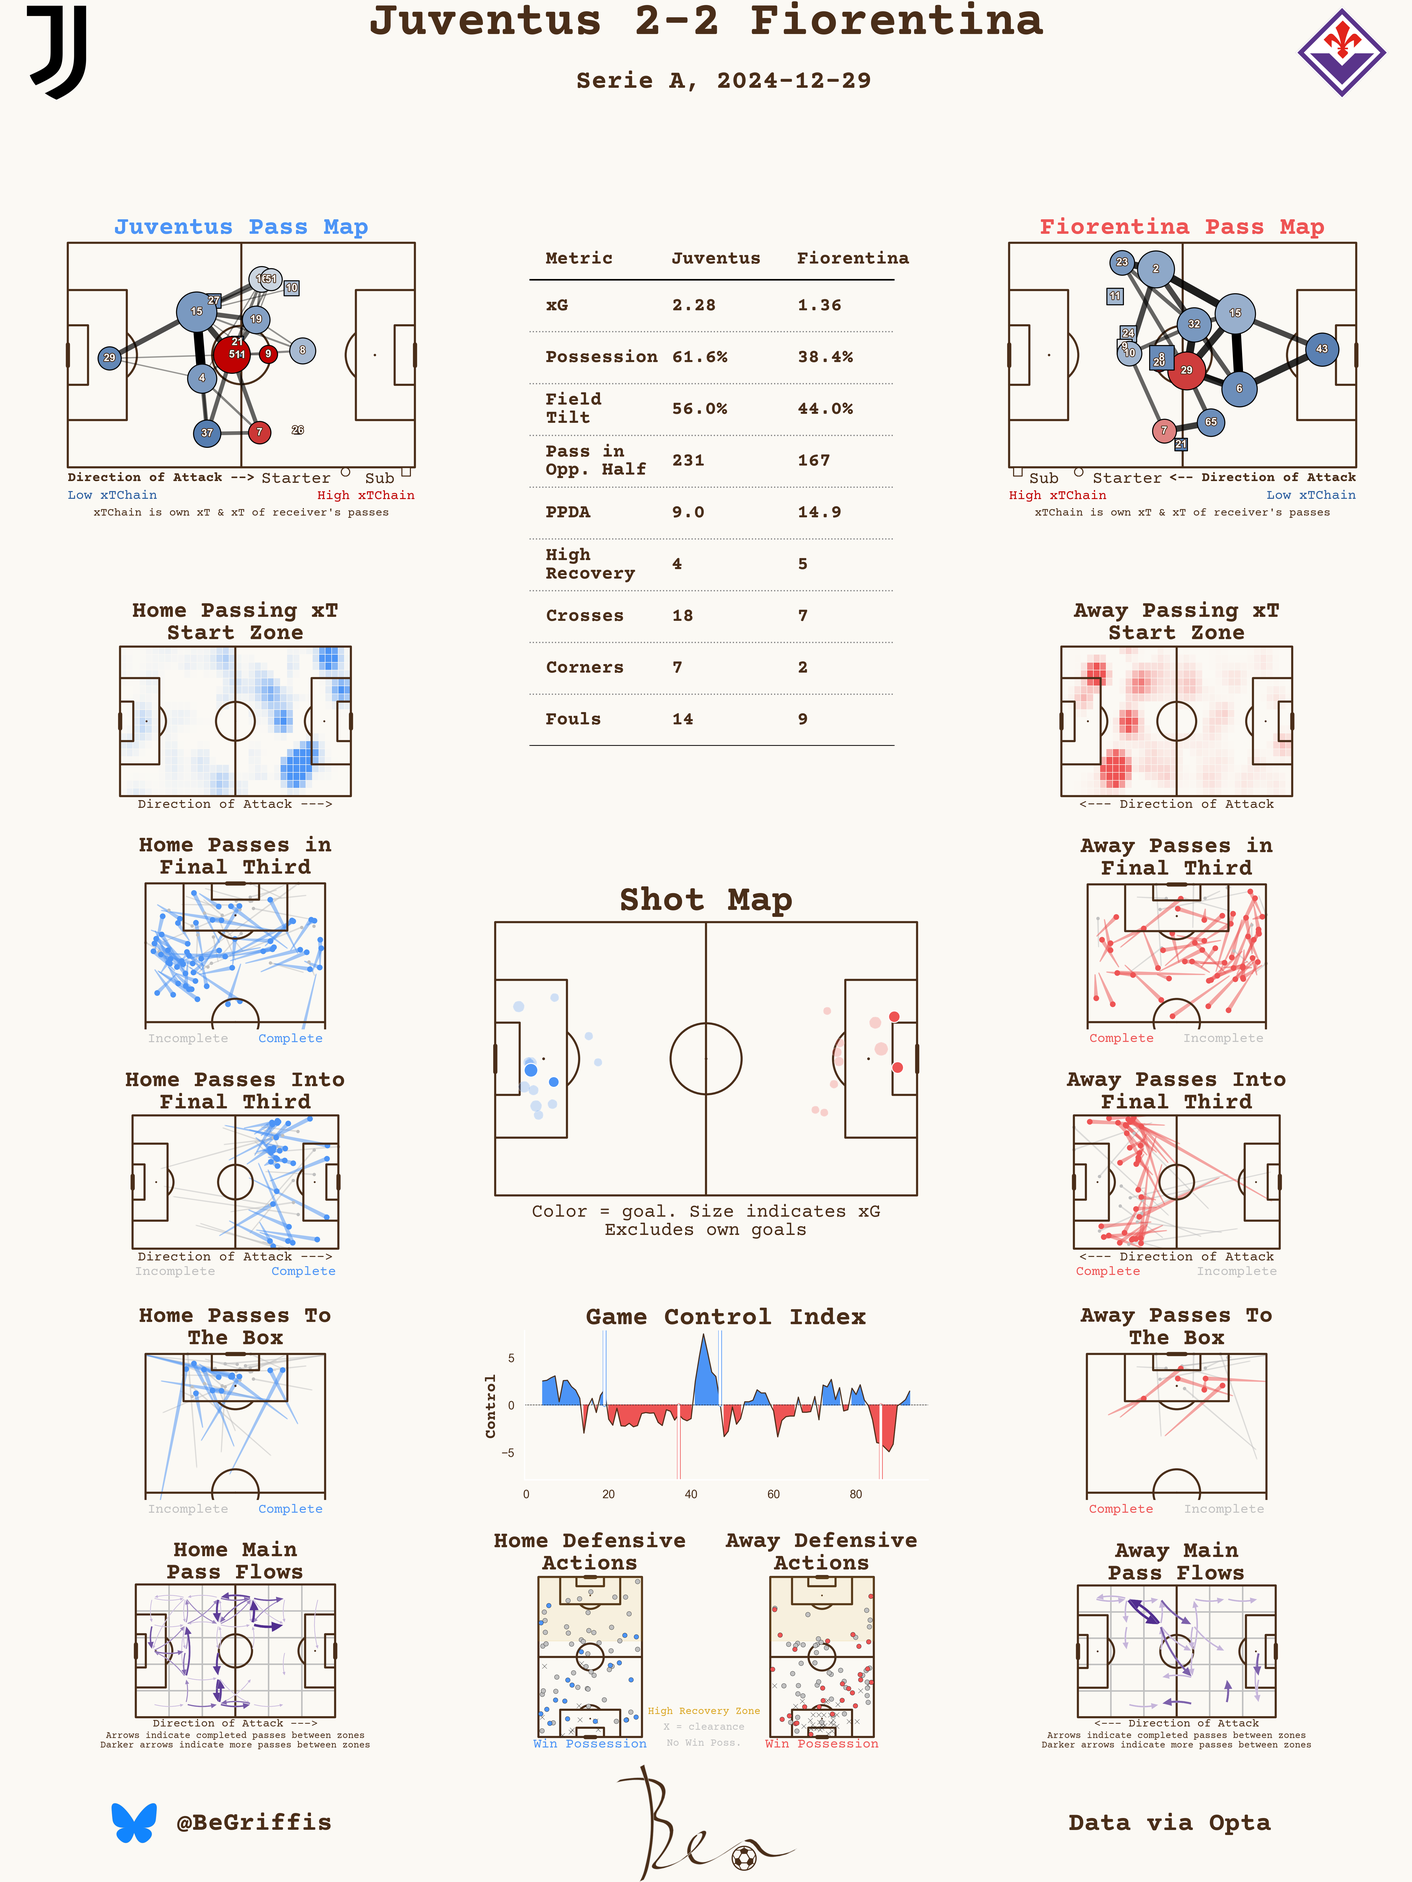 Juventus 2-2 Fiorentina
Serie A, 2024-12-29
Juventus Pass Map
27
10
15
19
21
29
9
8
4
37
7
26
Direction of Attack --> Starter Sub
Low xTChain High xTChain
xTChain is own xT & xT of receiver's passes
Metric Juventus Fiorentina
xG 2.28 1.36
Possession 61.6% 38.4%
Field
Tilt 56.0% 44.0%
Pass in
Opp. Half 231 167
PPDA 9.0 14.9
High
Recovery 4 5
Crosses 18 7
Corners 7 2
Fouls 14 9
Fiorentina Pass Map
23
2
11
15
32
24
9
10
8
20
43
29
6
65
7
21
Sub Starter <-- Direction of Attack
High xTChain Low xTChain
xTChain is own xT & xT of receiver's passes
Home Passing xT
Start Zone
Direction of Attack --->
Away Passing xT
Start Zone
<--- Direction of Attack
Home Passes in
Final Third
Incomplete Complete
Away Passes in
Final Third
Complete Incomplete
Shot Map
Color = goal. Size indicates xG
Excludes own goals
Home Passes Into
Final Third
Direction of Attack --->
Incomplete Complete
Away Passes Into
Final Third
<--- Direction of Attack
Complete Incomplete
Home Passes To
The Box
Incomplete Complete
Game Control Index
Control
5
0
−5
0 20 40 60 80
Away Passes To
The Box
Complete Incomplete
Home Main
Pass Flows
Direction of Attack --->
Arrows indicate completed passes between zones
Darker arrows indicate more passes between zones
Home Defensive
Actions
Win Possession
Away Defensive
Actions
Win Possession
High Recovery Zone
X = clearance
No Win Poss.
Away Main
Pass Flows
<--- Direction of Attack
Arrows indicate completed passes between zones
Darker arrows indicate more passes between zones
@BeGriffis
Ben
Data via Opta